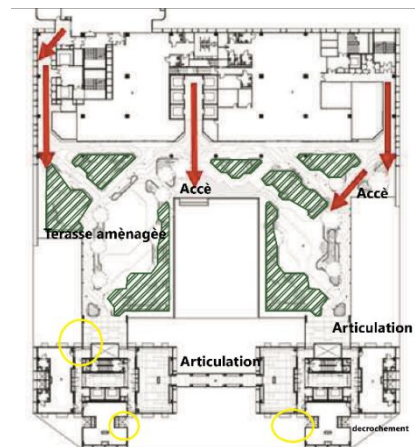 Accè
Accè
Terasse amènagèe
Articulation
Articulation
decrochement